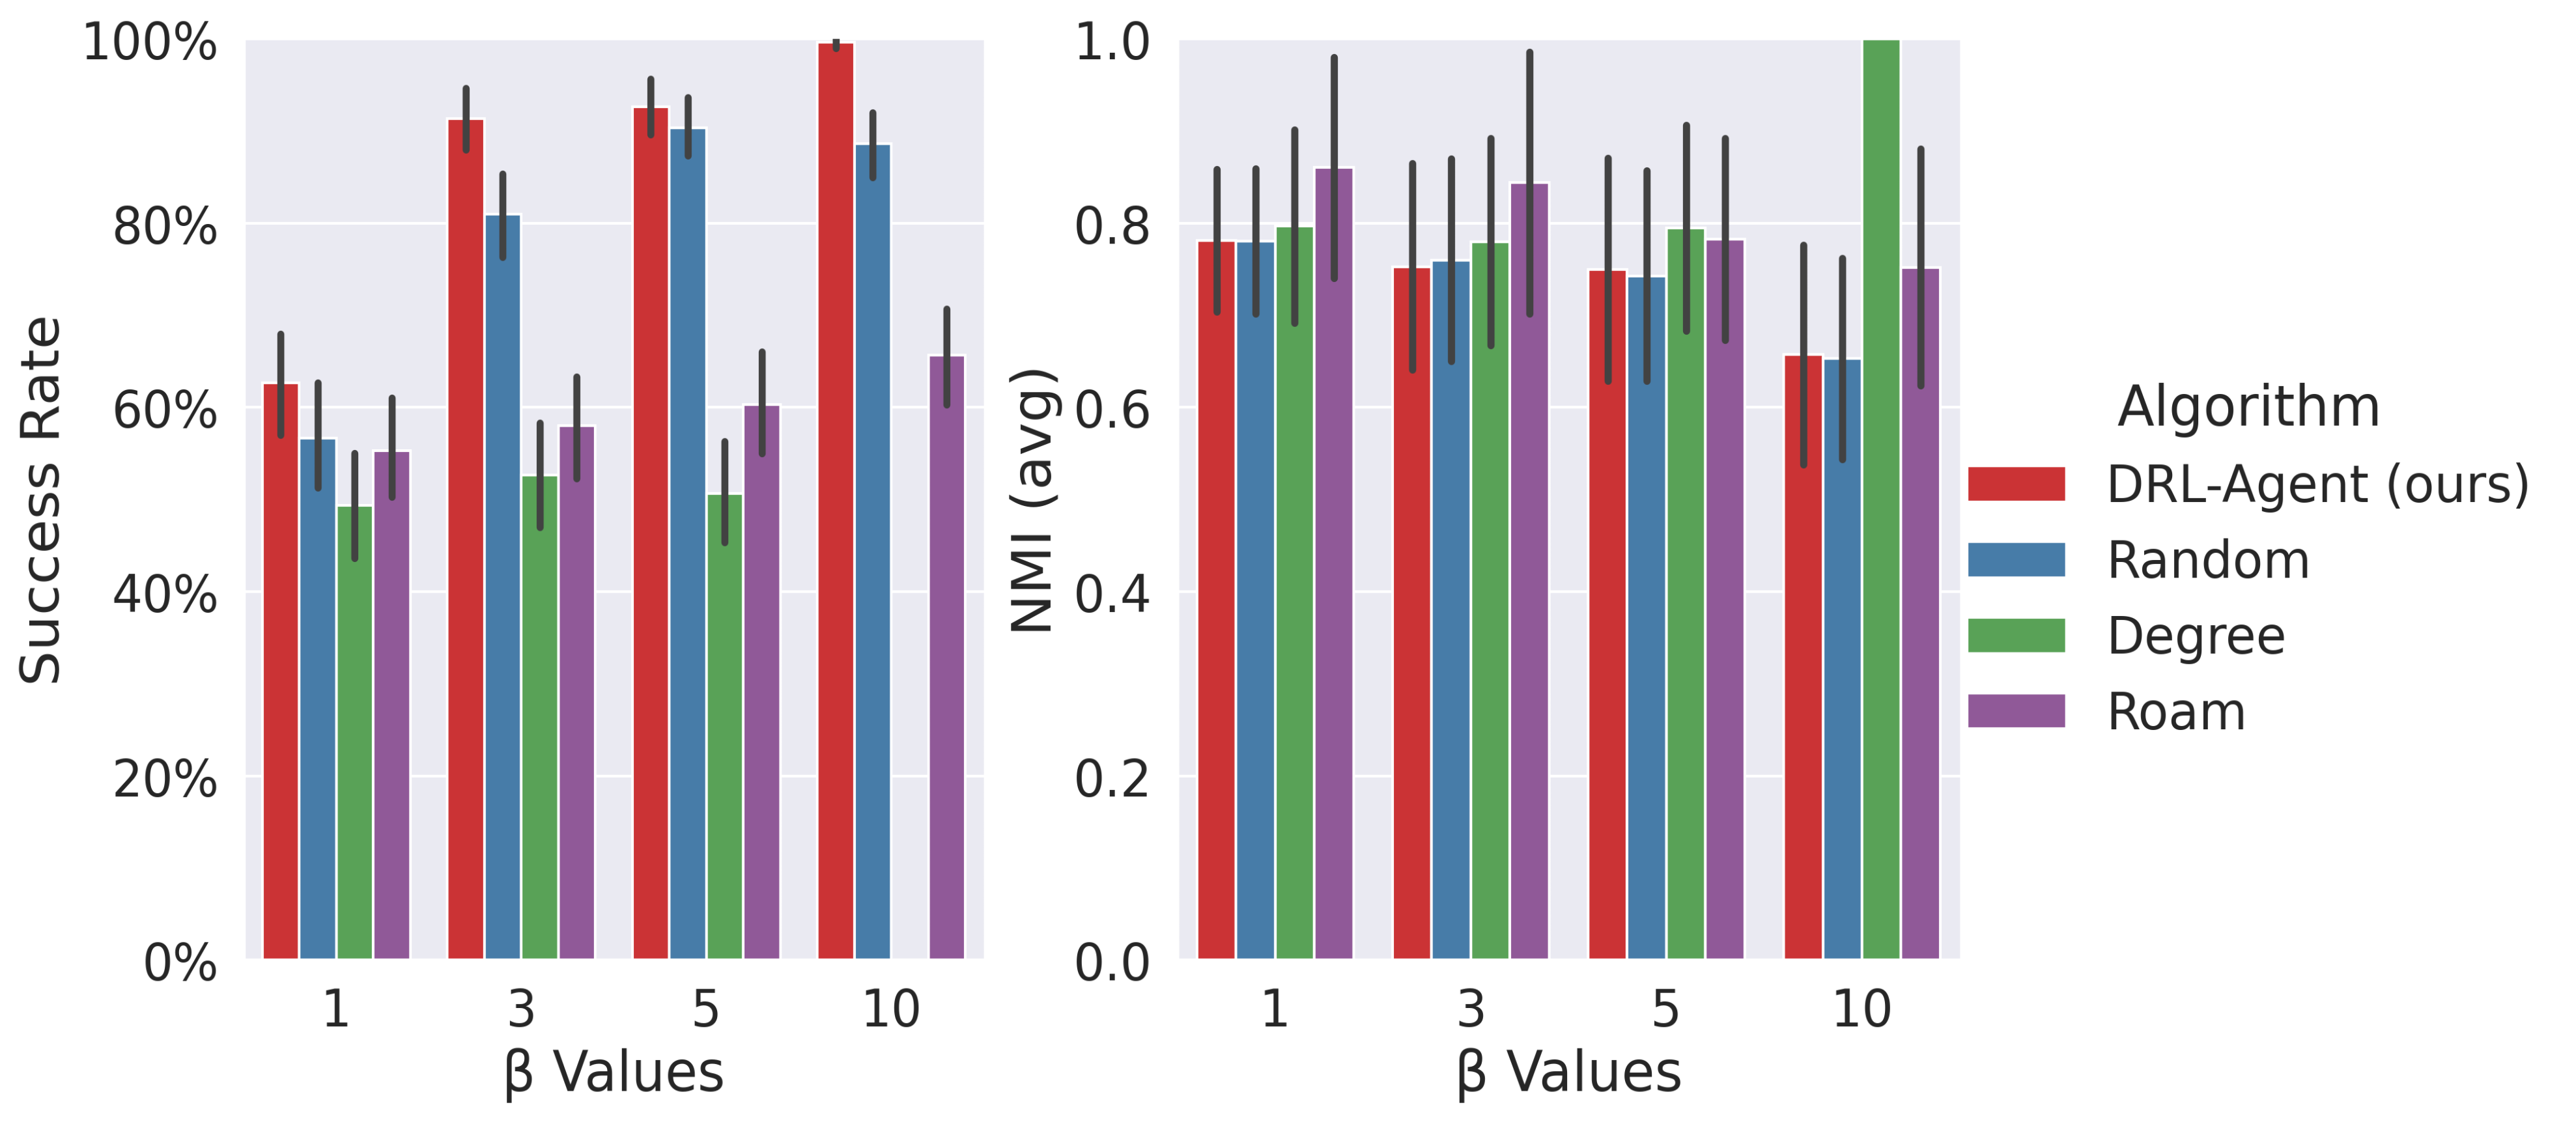 Success Rate
100%
80%
60%
40%
20%
0%
1 3 5 10
β Values
NMI (avg)
1.0
0.8
0.6
0.4
0.2
0.0
1 3 5 10
β Values
Algorithm
DRL-Agent (ours)
Random
Degree
Roam